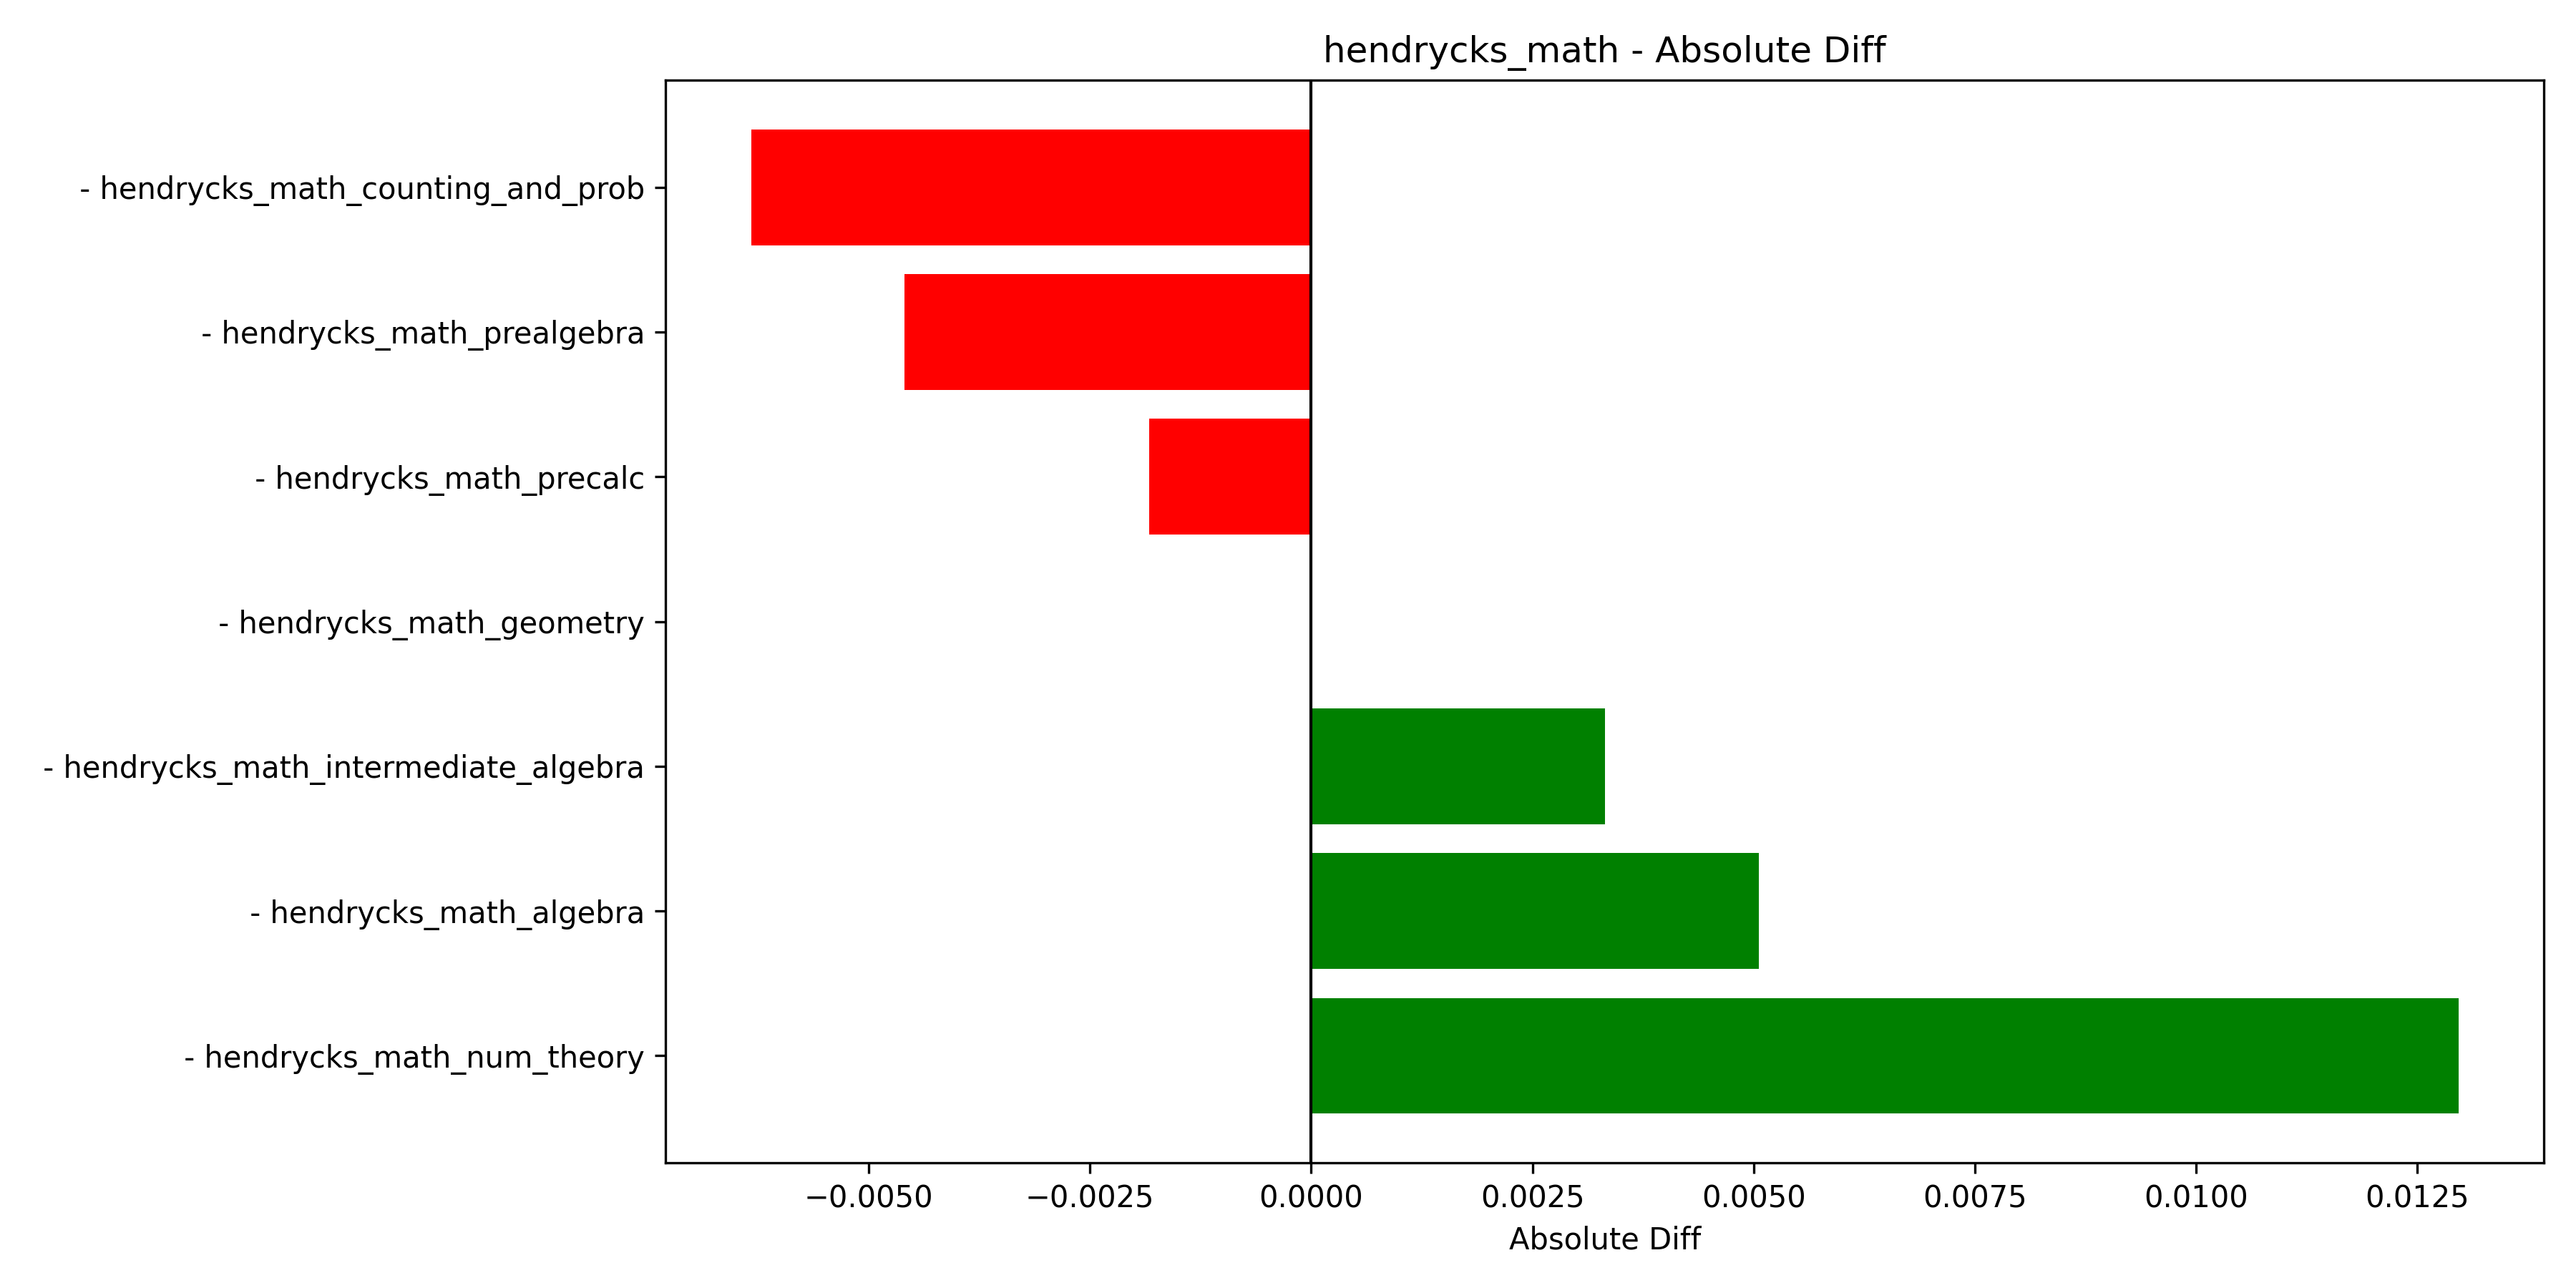 hendrycks_math - Absolute Diff
- hendrycks_math_counting_and_prob
- hendrycks_math_prealgebra
- hendrycks_math_precalc
- hendrycks_math_geometry
- hendrycks_math_intermediate_algebra
- hendrycks_math_algebra
- hendrycks_math_num_theory
−0.0050 −0.0025 0.0000 0.0025 0.0050 0.0075 0.0100 0.0125
Absolute Diff